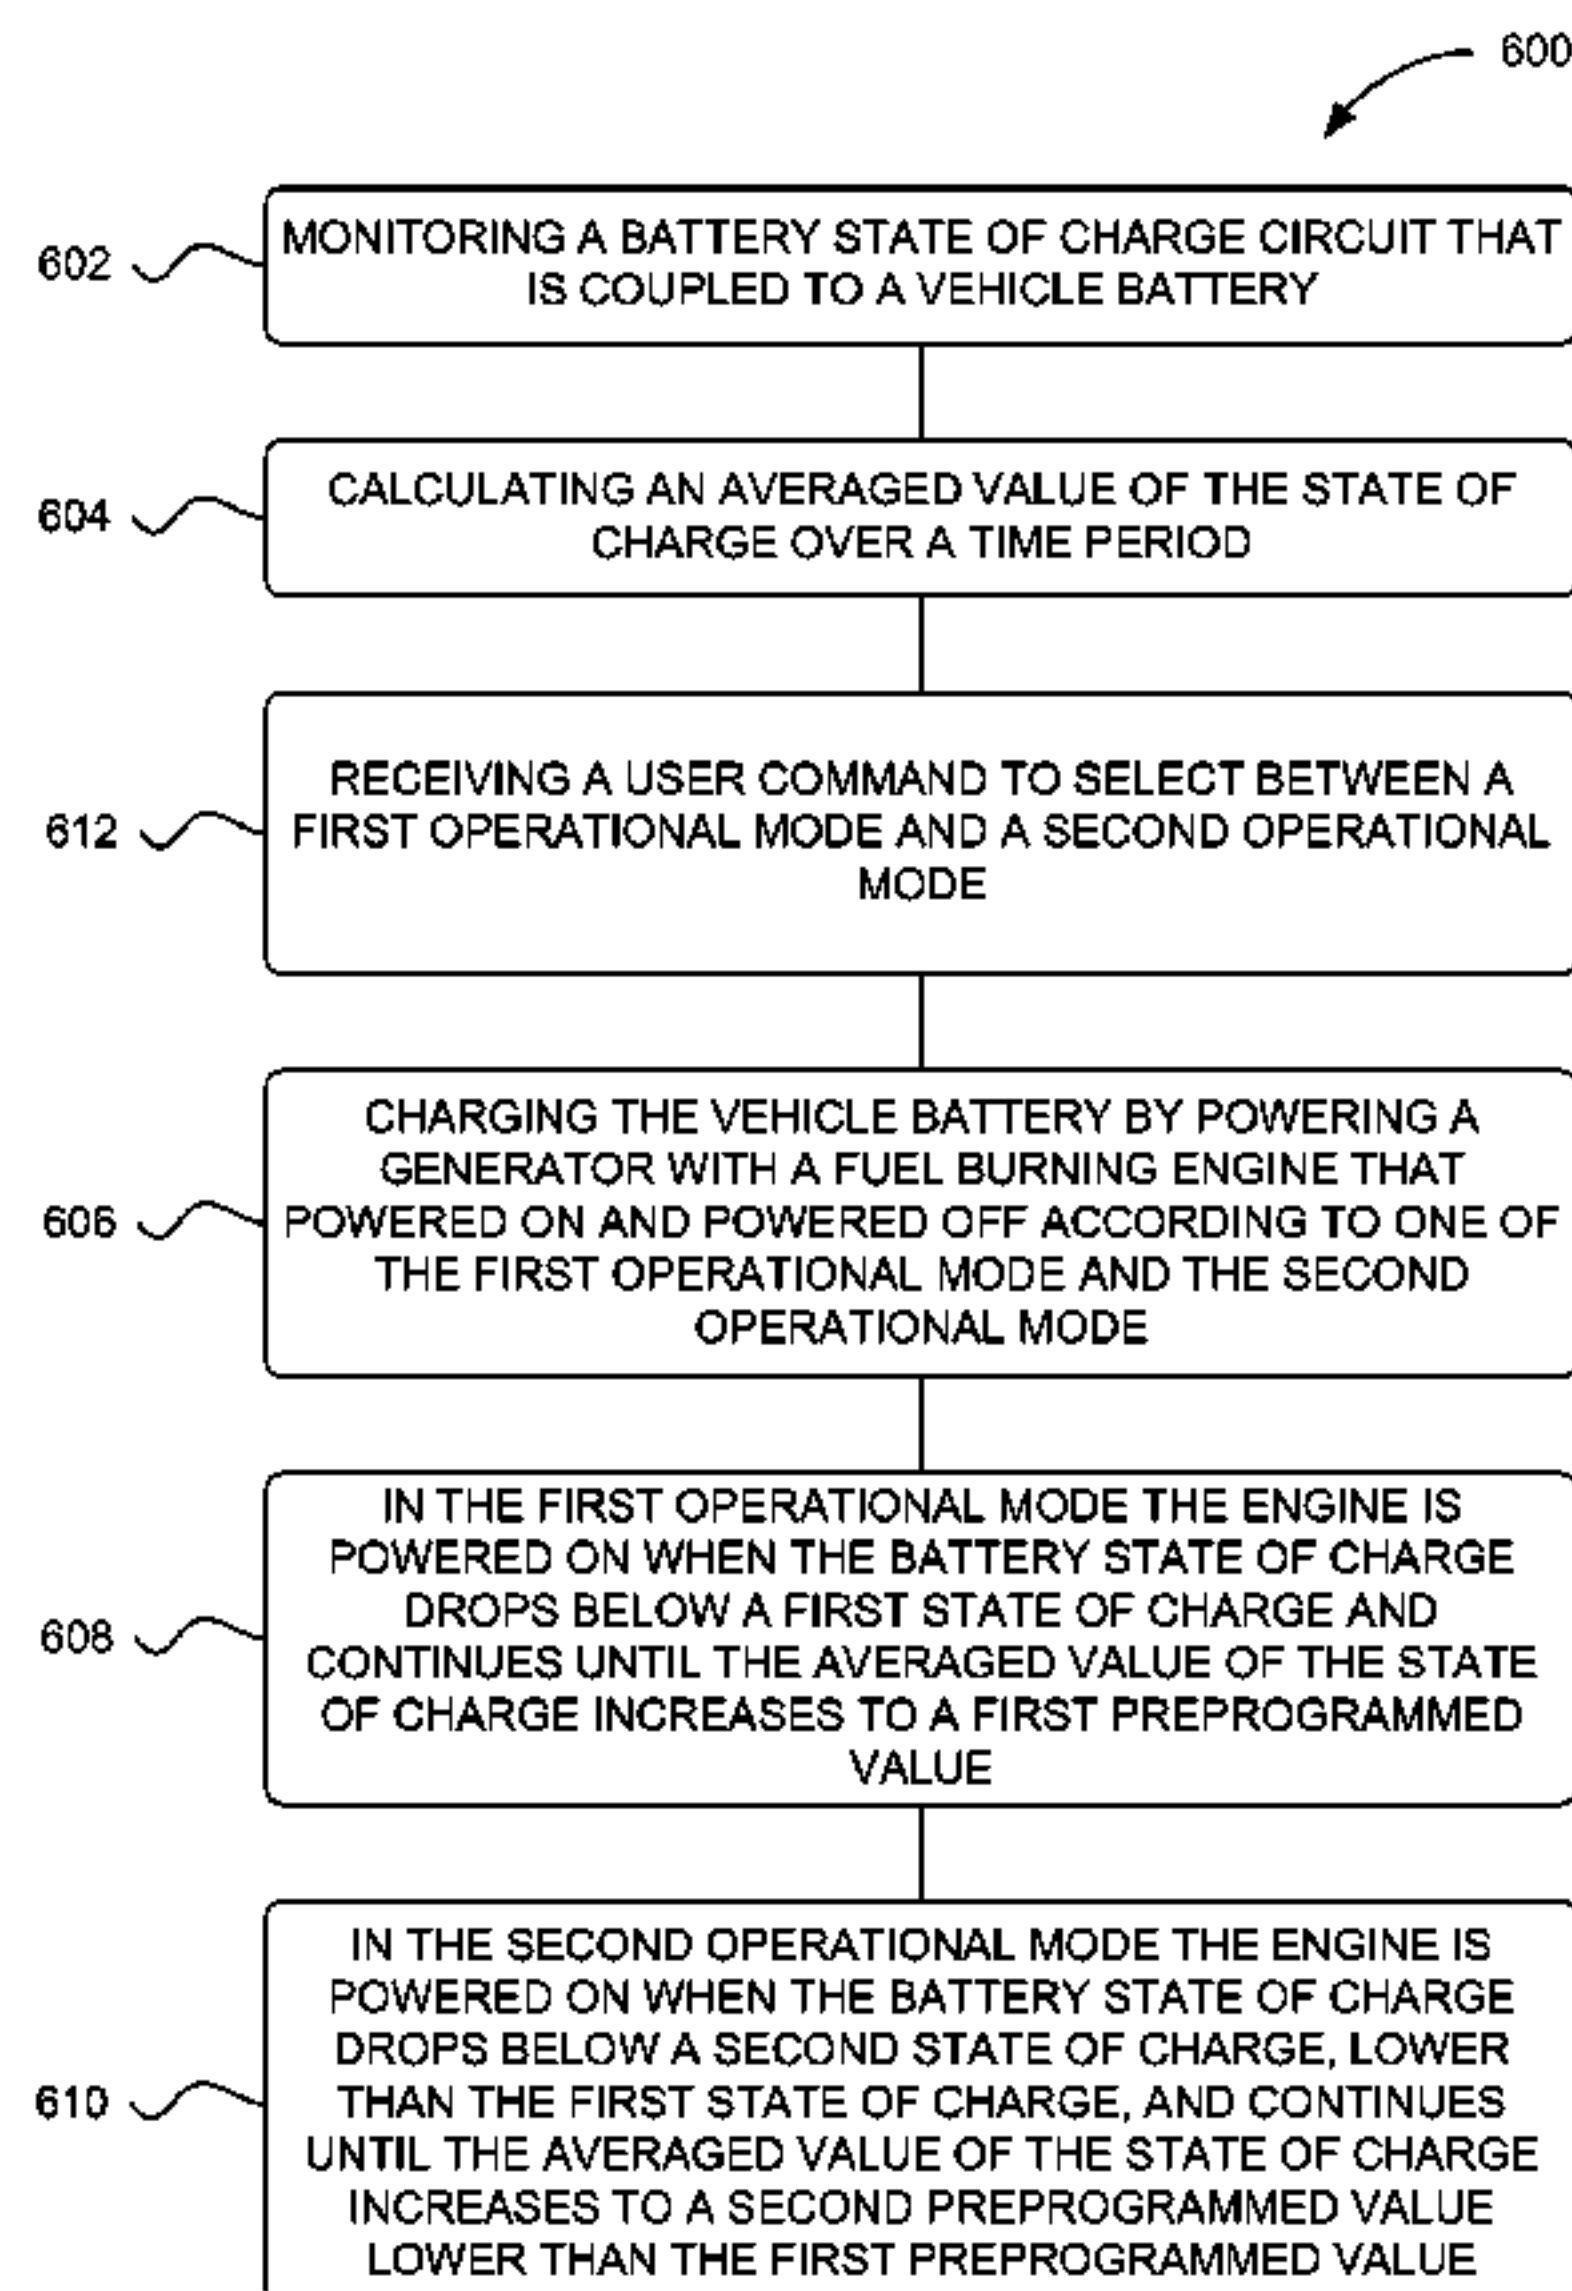 600
602
MONITORING A BATTERY STATE OF CHARGE CIRCUIT THAT
IS COUPLED TO A VEHICLE BATTERY
604
CALCULATING AN AVERAGED VALUE OF THE STATE OF
CHARGE OVER A TIME PERIOD
612
RECEIVING A USER COMMAND TO SELECT BETWEEN A
FIRST OPERATIONAL MODE AND A SECOND OPERATIONAL
MODE
606
CHARGING THE VEHICLE BATTERY BY POWERING A
GENERATOR WITH A FUEL BURNING ENGINE THAT
POWERED ON AND POWERED OFF ACCORDING TO ONE OF
THE FIRST OPERATIONAL MODE AND THE SECOND
OPERATIONAL MODE
608
IN THE FIRST OPERATIONAL MODE THE ENGINE IS
POWERED ON WHEN THE BATTERY STATE OF CHARGE
DROPS BELOW A FIRST STATE OF CHARGE AND
CONTINUES UNTIL THE AVERAGED VALUE OF THE STATE
OF CHARGE INCREASES TO A FIRST PREPROGRAMMED
VALUE
610
IN THE SECOND OPERATIONAL MODE THE ENGINE IS
POWERED ON WHEN THE BATTERY STATE OF CHARGE
DROPS BELOW A SECOND STATE OF CHARGE, LOWER
THAN THE FIRST STATE OF CHARGE, AND CONTINUES
UNTIL THE AVERAGED VALUE OF THE STATE OF CHARGE
INCREASES TO A SECOND PREPROGRAMMED VALUE
LOWER THAN THE FIRST PREPROGRAMMED VALUE